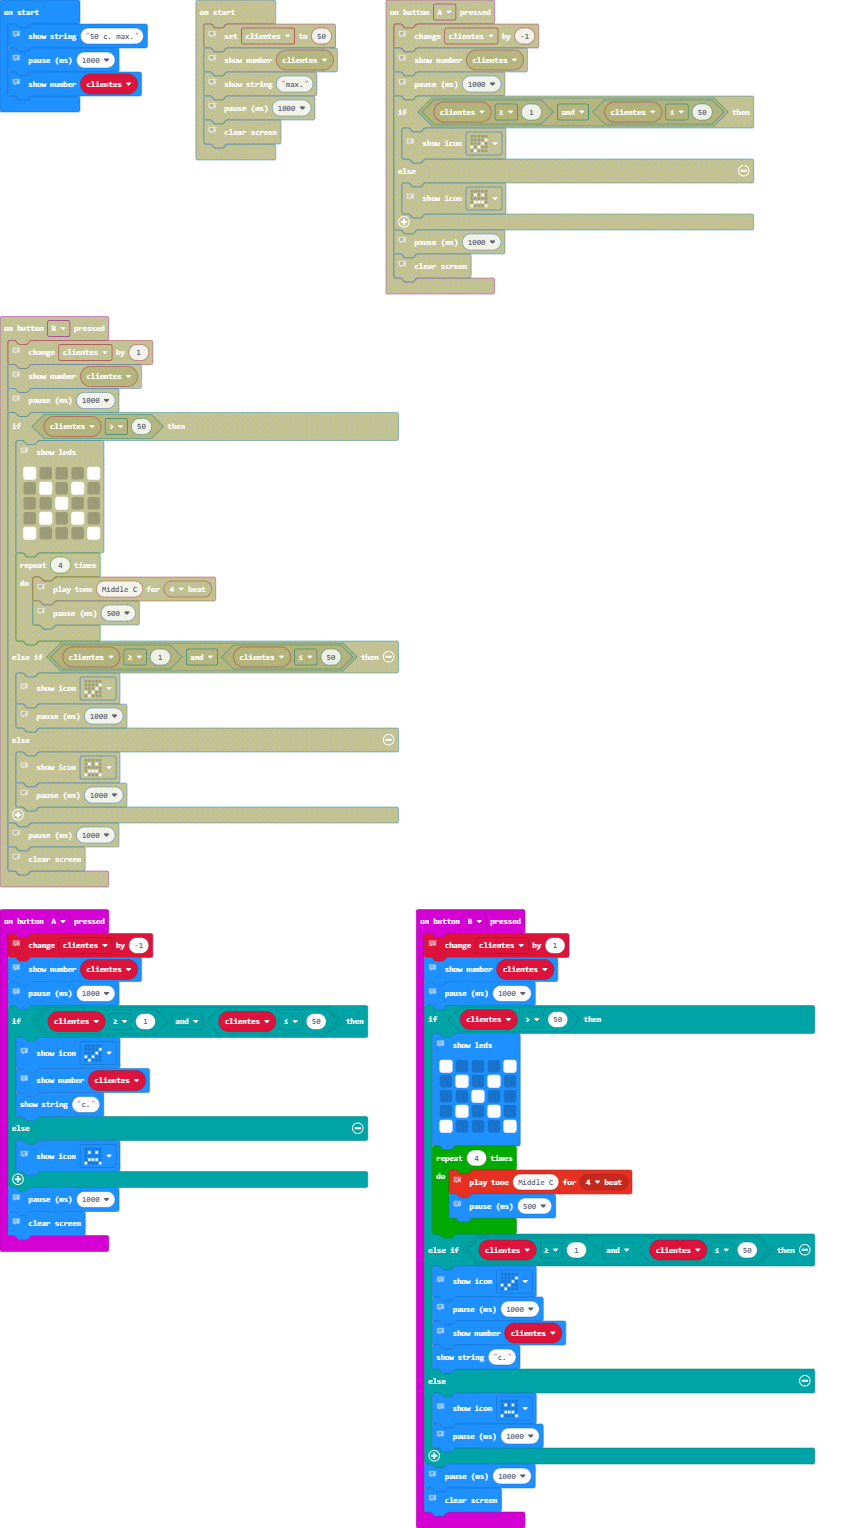 on start
show string "50 c. max."
pause (ms) 1000
show number clientes
on start
set clientes to 50
show number clientes
show string "max."
pause (ms) 1000
clear screen
on button A pressed
change clientes by -1
show number clientes
pause (ms) 1000
if clientes ≥ 1 and clientes ≤ 50 then
show icon
else
show icon
pause (ms) 1000
clear screen
on button B pressed
change clientes by 1
show number clientes
pause (ms) 1000
if clientes > 50 then
show leds
repeat 4 times
do play tone Middle C for 4 beat
pause (ms) 500
else if clientes ≥ 1 and clientes ≤ 50 then
show icon
pause (ms) 1000
else
show icon
pause (ms) 1000
pause (ms) 1000
clear screen
on button A pressed
change clientes by -1
show number clientes
pause (ms) 1000
if clientes ≥ 1 and clientes ≤ 50 then
show icon
show number clientes
show string "c."
else
show icon
pause (ms) 1000
clear screen
on button B pressed
change clientes by 1
show number clientes
pause (ms) 1000
if clientes > 50 then
show leds
repeat 4 times
do play tone Middle C for 4 beat
pause (ms) 500
else if clientes ≥ 1 and clientes ≤ 50 then
show icon
pause (ms) 1000
show number clientes
show string "c."
else
show icon
pause (ms) 1000
pause (ms) 1000
clear screen